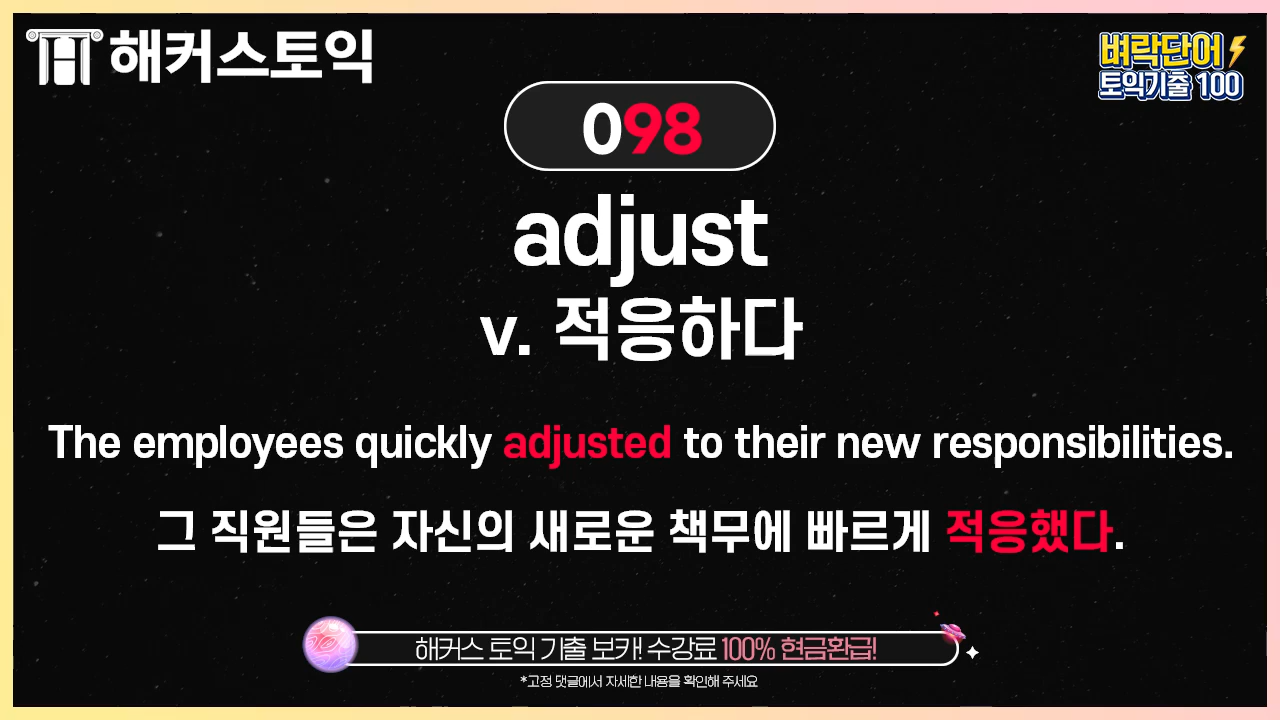 해커스토익
벼락단어
토익기출 100
098
adjust
v. 적응하다
The employees quickly adjusted to their new responsibilities.
그 직원들은 자신의 새로운 책무에 빠르게 적응했다.
해커스 토익 기출 보카! 수강료 100% 현금환급!
*고정 댓글에서 자세한 내용을 확인해 주세요